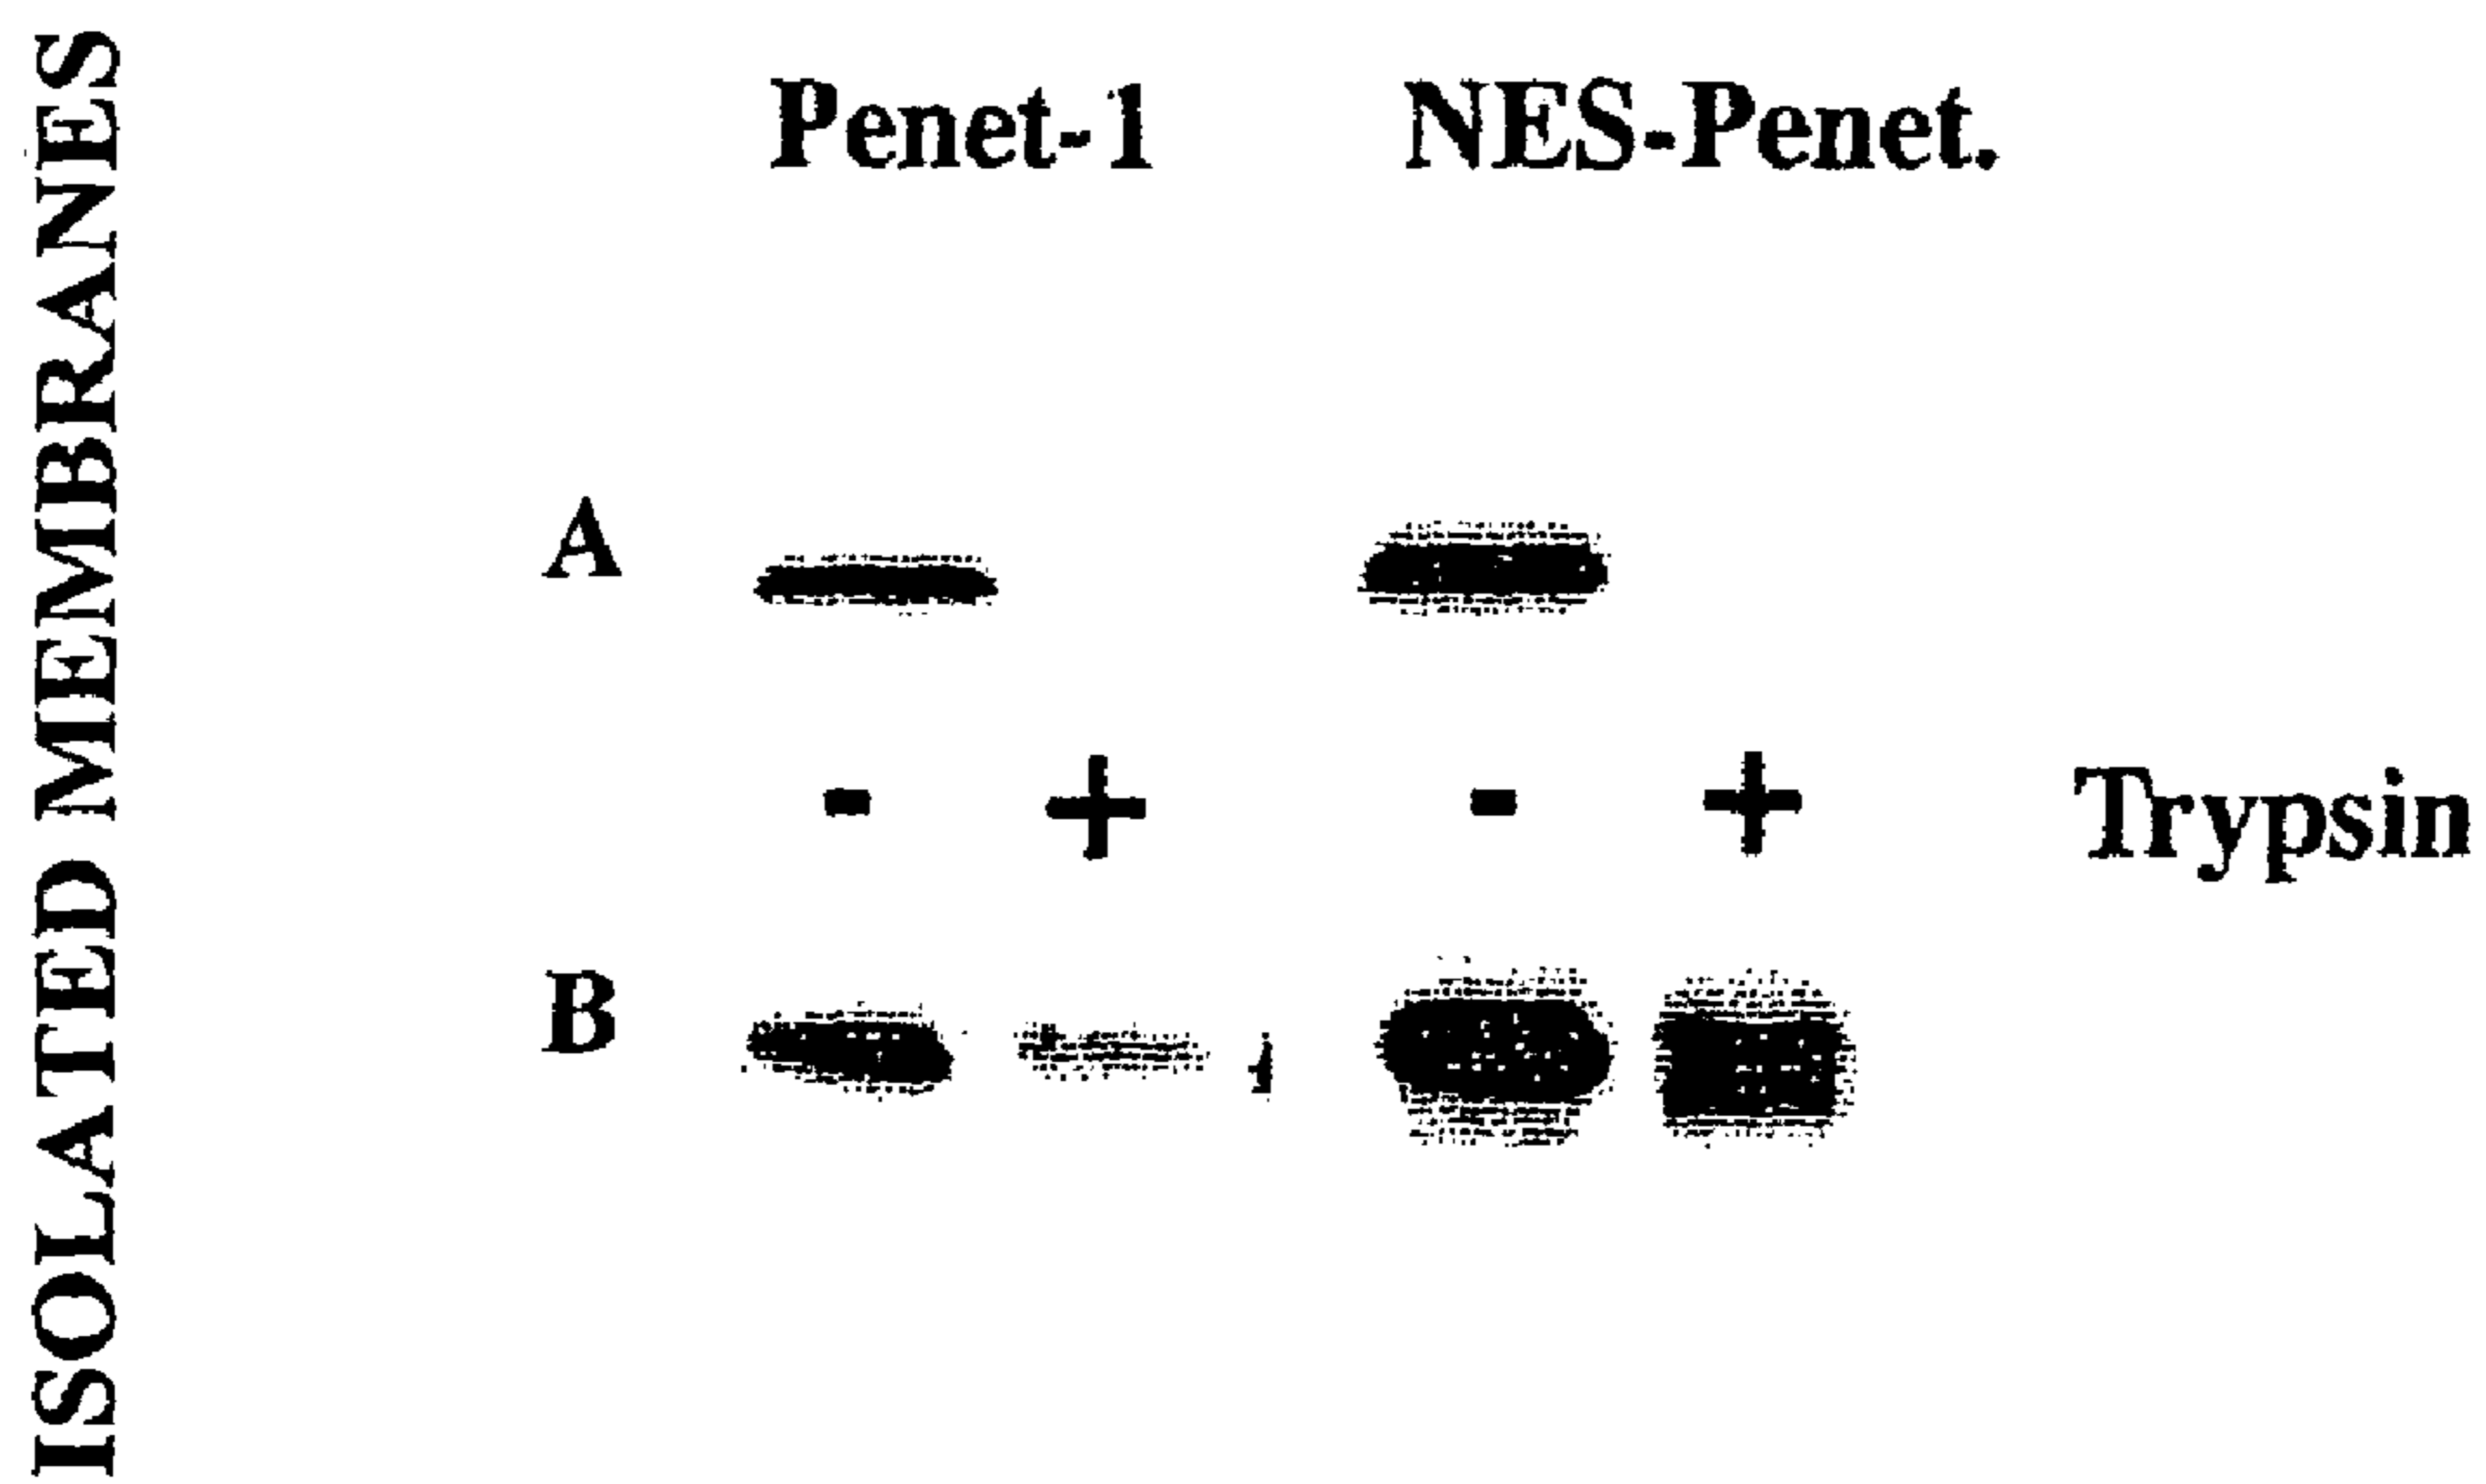 ISOLATED MEMBRANES
Penet-1 NES-Penet.
A
- + - + Trypsin
B